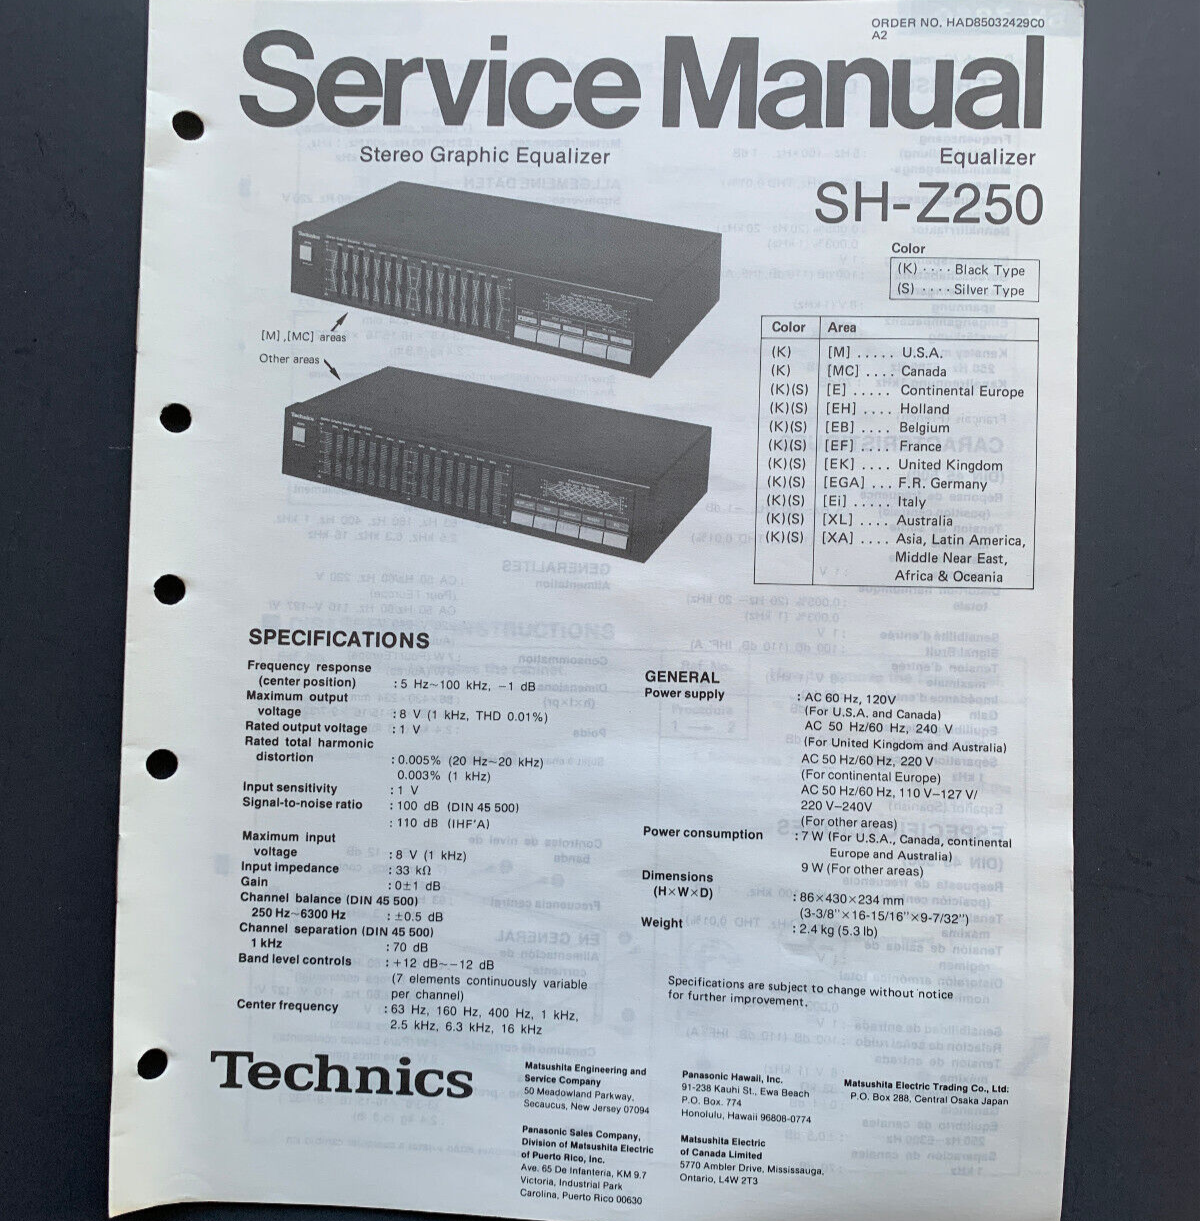 ORDER NO. HAD85032429C0
A2
Service Manual
Stereo Graphic Equalizer
Equalizer
SH-Z250
Color
(K) ···· Black Type
(S) ···· Silver Type
Technics
[M] ,[MC] areas
Other areas
Technics
Color Area
(K) [M] ..... U.S.A.
(K) [MC] .... Canada
(K)(S) [E] ..... Continental Europe
(K)(S) [EH] .... Holland
(K)(S) [EB] .... Belgium
(K)(S) [EF] .... France
(K)(S) [EK] .... United Kingdom
(K)(S) [EGA] ... F.R. Germany
(K)(S) [Ei] ..... Italy
(K)(S) [XL] .... Australia
(K)(S) [XA] .... Asia, Latin America,
Middle Near East,
Africa & Oceania
SPECIFICATIONS
Frequency response
(center position) : 5 Hz~100 kHz, −1 dB
Maximum output
voltage : 8 V (1 kHz, THD 0.01%)
Rated output voltage : 1 V
Rated total harmonic
distortion : 0.005% (20 Hz~20 kHz)
0.003% (1 kHz)
Input sensitivity : 1 V
Signal-to-noise ratio : 100 dB (DIN 45 500)
: 110 dB (IHF'A)
Maximum input
voltage : 8 V (1 kHz)
Input impedance : 33 kΩ
Gain : 0±1 dB
Channel balance (DIN 45 500)
250 Hz~6300 Hz : ±0.5 dB
Channel separation (DIN 45 500)
1 kHz : 70 dB
Band level controls : +12 dB~−12 dB
(7 elements continuously variable
per channel)
Center frequency : 63 Hz, 160 Hz, 400 Hz, 1 kHz,
2.5 kHz, 6.3 kHz, 16 kHz
GENERAL
Power supply : AC 60 Hz, 120V
(For U.S.A. and Canada)
AC 50 Hz/60 Hz, 240 V
(For United Kingdom and Australia)
AC 50 Hz/60 Hz, 220 V
(For continental Europe)
AC 50 Hz/60 Hz, 110 V−127 V/
220 V−240V
(For other areas)
Power consumption : 7 W (For U.S.A., Canada, continental
Europe and Australia)
9 W (For other areas)
Dimensions
(H×W×D) : 86×430×234 mm
(3-3/8"×16-15/16"×9-7/32")
Weight : 2.4 kg (5.3 lb)
Specifications are subject to change without notice
for further improvement.
Technics
Matsushita Engineering and
Service Company
50 Meadowland Parkway,
Secaucus, New Jersey 07094
Panasonic Sales Company,
Division of Matsushita Electric
of Puerto Rico, Inc.
Ave. 65 De Infanteria, KM 9.7
Victoria, Industrial Park
Carolina, Puerto Rico 00630
Panasonic Hawaii, Inc.
91-238 Kauhi St., Ewa Beach
P.O. Box. 774
Honolulu, Hawaii 96808-0774
Matsushita Electric
of Canada Limited
5770 Ambler Drive, Mississauga,
Ontario, L4W 2T3
Matsushita Electric Trading Co., Ltd.
P.O. Box 288, Central Osaka Japan